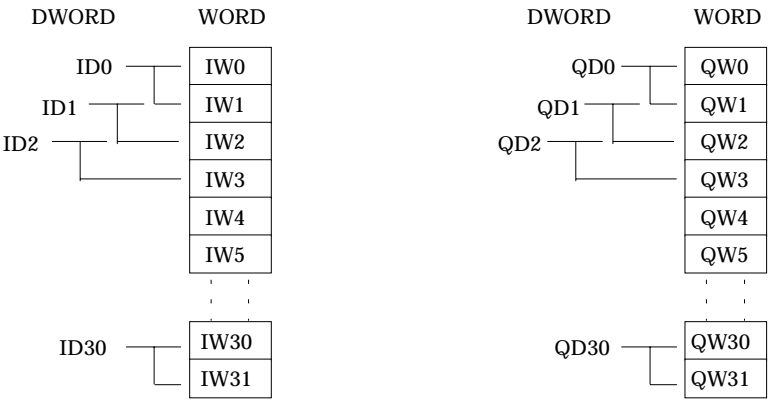 DWORD WORD DWORD WORD
ID0 IW0 QD0 QW0
ID1 IW1 QD1 QW1
ID2 IW2 QD2 QW2
IW3 QW3
IW4 QW4
IW5 QW5
ID30 IW30 QD30 QW30
IW31 QW31